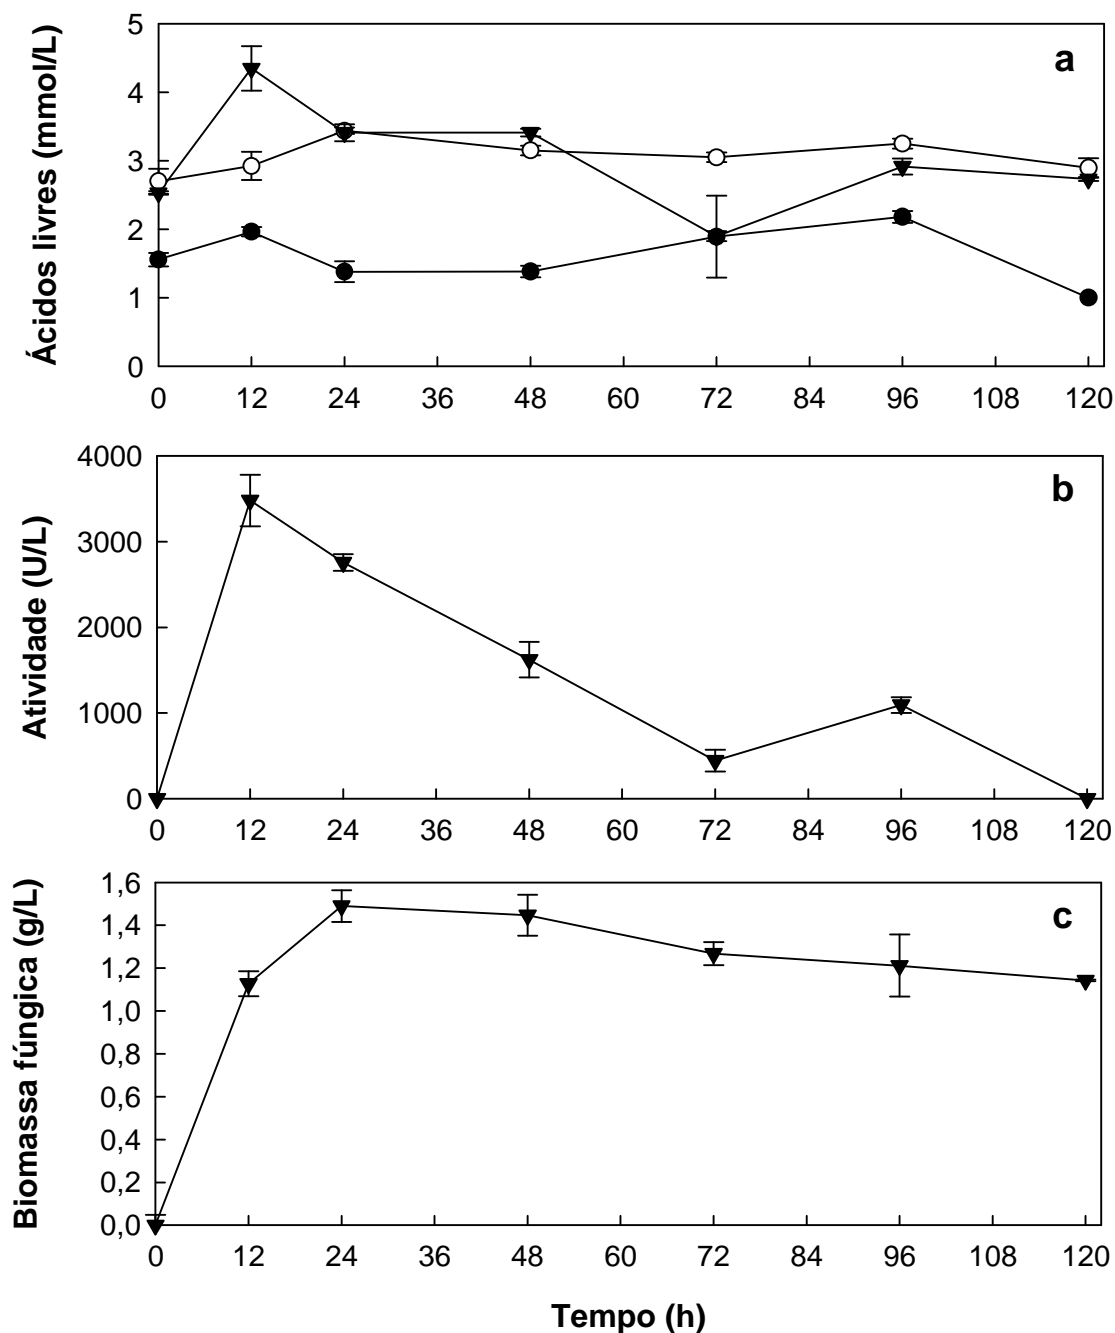 Ácidos livres (mmol/L)
5
4
3
2
1
0
a
0 12 24 36 48 60 72 84 96 108 120
Atividade (U/L)
4000
3000
2000
1000
0
b
0 12 24 36 48 60 72 84 96 108 120
Biomassa fúngica (g/L)
1,6
1,4
1,2
1,0
0,8
0,6
0,4
0,2
0,0
c
0 12 24 36 48 60 72 84 96 108 120
Tempo (h)